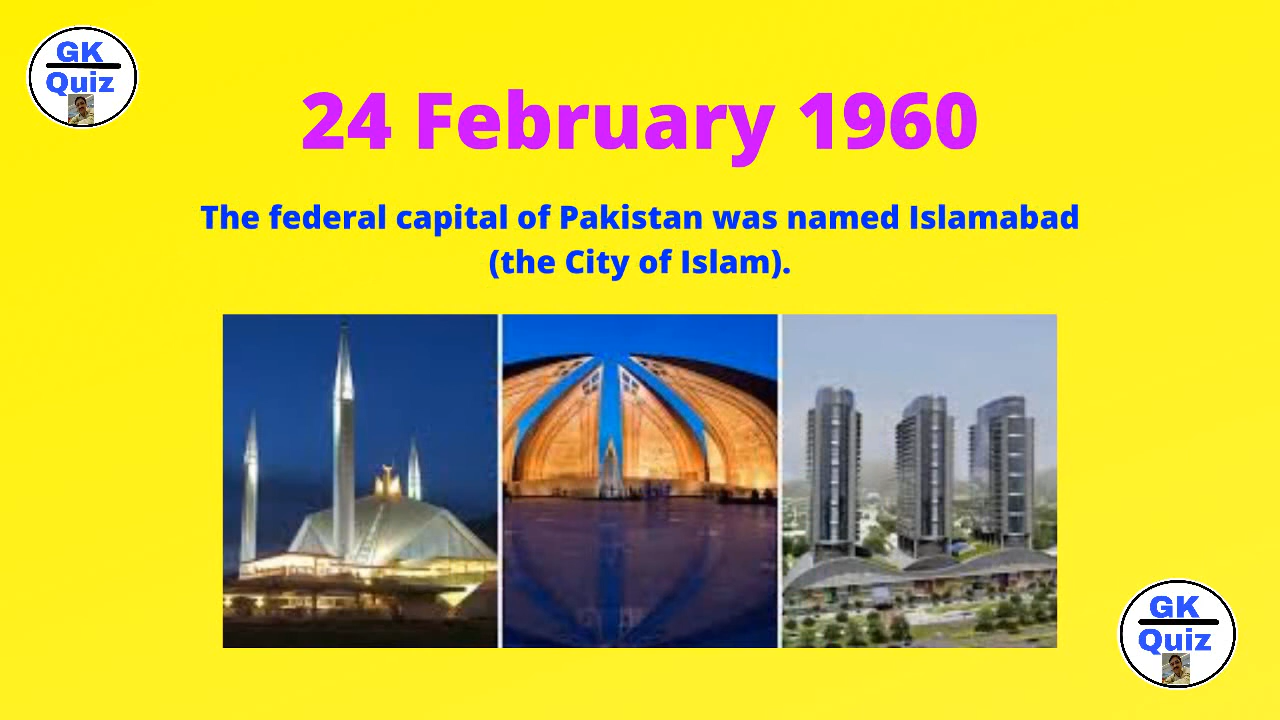 GK
Quiz
24 February 1960
The federal capital of Pakistan was named Islamabad
(the City of Islam).
GK
Quiz